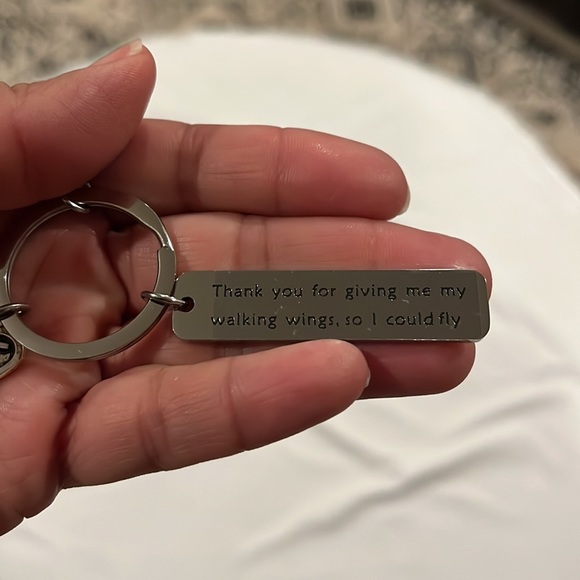 Thank you for giving me my
walking wings, so I could fly